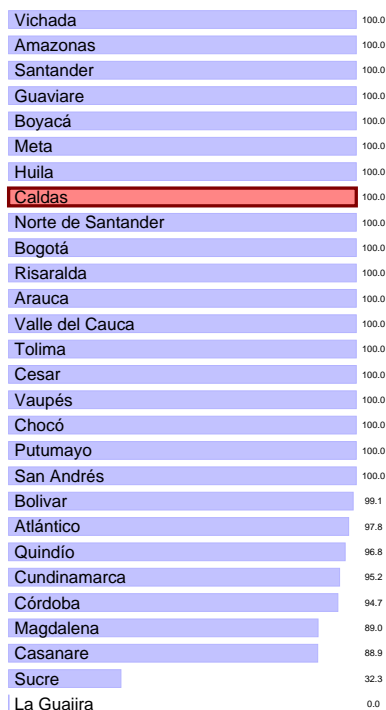 Vichada 100.0
Amazonas 100.0
Santander 100.0
Guaviare 100.0
Boyacá 100.0
Meta 100.0
Huila 100.0
Caldas 100.0
Norte de Santander 100.0
Bogotá 100.0
Risaralda 100.0
Arauca 100.0
Valle del Cauca 100.0
Tolima 100.0
Cesar 100.0
Vaupés 100.0
Chocó 100.0
Putumayo 100.0
San Andrés 100.0
Bolivar 99.1
Atlántico 97.8
Quindío 96.8
Cundinamarca 95.2
Córdoba 94.7
Magdalena 89.0
Casanare 88.9
Sucre 32.3
La Guajira 0.0